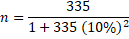 n = 335 / 1 + 335 (10%)²